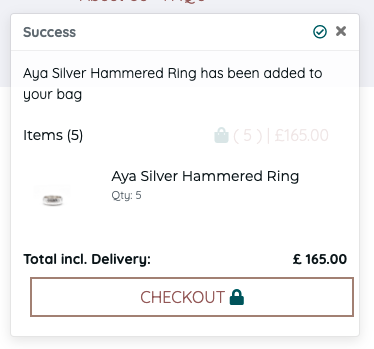 Success
Aya Silver Hammered Ring has been added to
your bag
Items (5)
( 5 ) | £165.00
Aya Silver Hammered Ring
Qty: 5
Total incl. Delivery:
£ 165.00
CHECKOUT